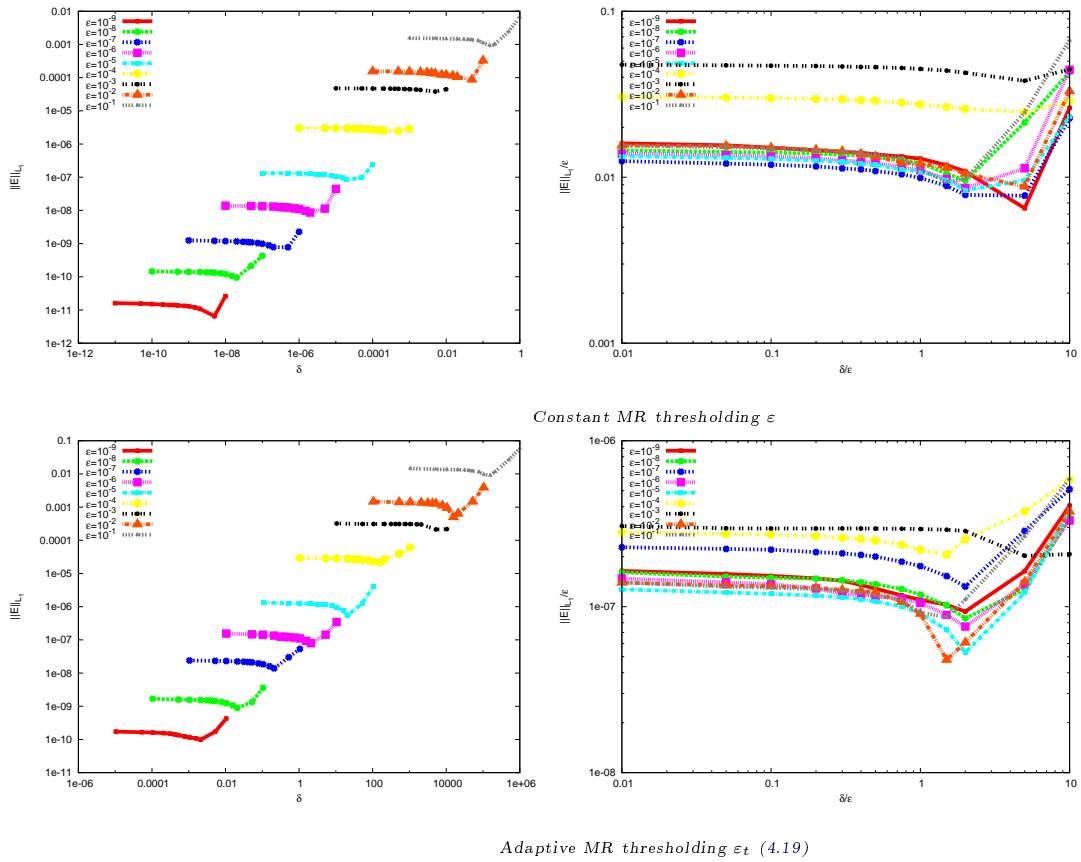 ||E||L1
0.01
0.001
0.0001
1e-05
1e-06
1e-07
1e-08
1e-09
1e-10
1e-11
1e-12
ε=10-9
ε=10-8
ε=10-7
ε=10-6
ε=10-5
ε=10-4
ε=10-3
ε=10-2
ε=10-1
1e-12
1e-10
1e-08
1e-06
0.0001
0.01
1
δ
||E||L1/ε
0.1
0.01
0.001
ε=10-9
ε=10-8
ε=10-7
ε=10-6
ε=10-5
ε=10-4
ε=10-3
ε=10-2
ε=10-1
0.01
0.1
1
10
δ/ε
Constant MR thresholding ε
||E||L1
0.1
0.01
0.001
0.0001
1e-05
1e-06
1e-07
1e-08
1e-09
1e-10
1e-11
ε=10-9
ε=10-8
ε=10-7
ε=10-6
ε=10-5
ε=10-4
ε=10-3
ε=10-2
ε=10-1
1e-06
0.0001
0.01
1
100
10000
1e+06
δ
||E||L1/ε
1e-06
1e-07
1e-08
ε=10-9
ε=10-8
ε=10-7
ε=10-6
ε=10-5
ε=10-4
ε=10-3
ε=10-2
ε=10-1
0.01
0.1
1
10
δ/ε
Adaptive MR thresholding εt (4.19)